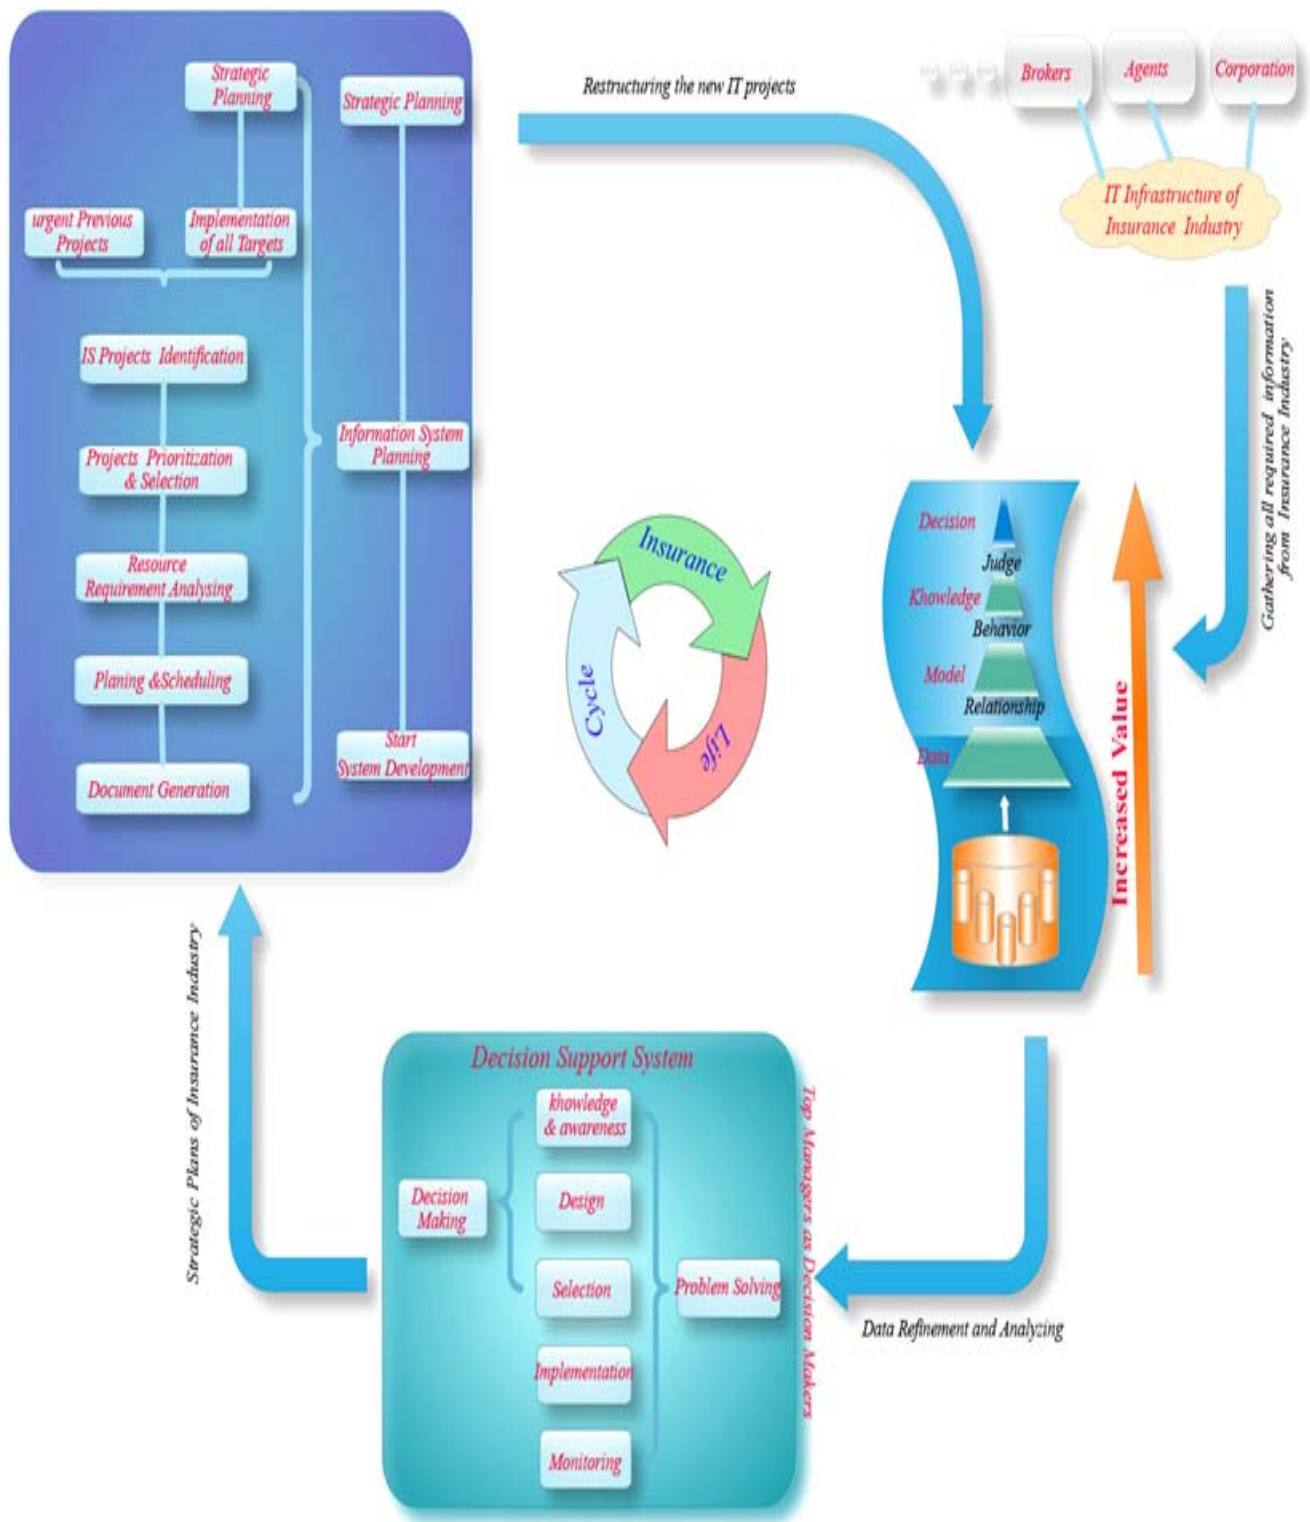 Strategic
Planning
Strategic Planning
urgent Previous
Projects
Implementation
of all Targets
IS Projects Identification
Projects Prioritization
& Selection
Resource
Requirement Analysing
Planing &Scheduling
Document Generation
Information System
Planning
Start
System Development
Restructuring the new IT projects
Brokers
Agents
Corporation
IT Infrastructure of
Insurance Industry
Gathering all required information
from Insurance Industry
Insurance
Life
Cycle
Decision
Judge
Knowledge
Behavior
Model
Relationship
Data
Increased Value
Data Refinement and Analyzing
Top Managers as Decision Makers
Decision Support System
knowledge
& awareness
Decision
Making
Design
Selection
Problem Solving
Implementation
Monitoring
Strategic Plans of Insurance Industry